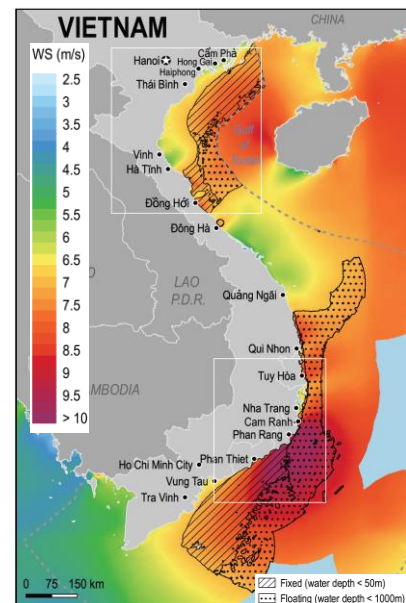 VIETNAM
CHINA
WS (m/s)
2.5
3
3.5
4
4.5
5
5.5
6
6.5
7
7.5
8
8.5
9
9.5
> 10
Hanoi
Cẩm Phả
Hong Gai
Haiphong
Thái Bình
Gulf
of
Vinh
Hà Tĩnh
Đồng Hới
Đông Hà
LAO
P.D.R.
Quảng Ngãi
Qui Nhon
Tuy Hòa
CAMBODIA
Nha Trang
Cam Ranh
Phan Rang
Phan Thiet
Ho Chi Minh City
Vung Tau
Tra Vinh
0 75 150 km
Fixed (water depth < 50m)
Floating (water depth < 1000m)